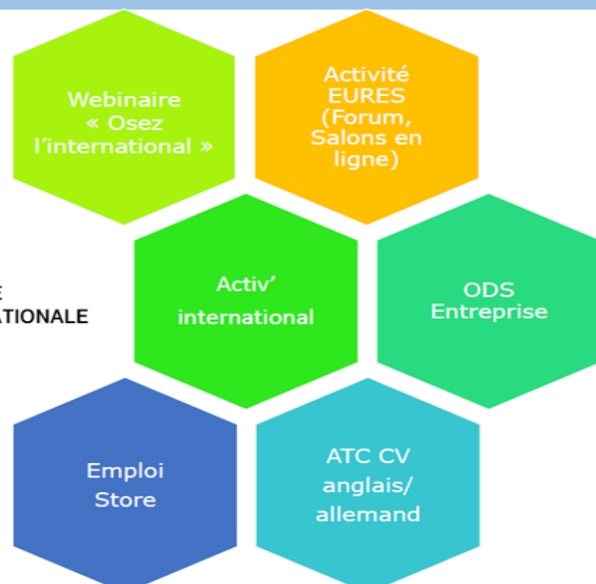 Webinaire
« Osez
l'international »
Activité
EURES
(Forum,
Salons en
ligne)
Activ'
international
ODS
Entreprise
Emploi
Store
ATC CV
anglais/
allemand